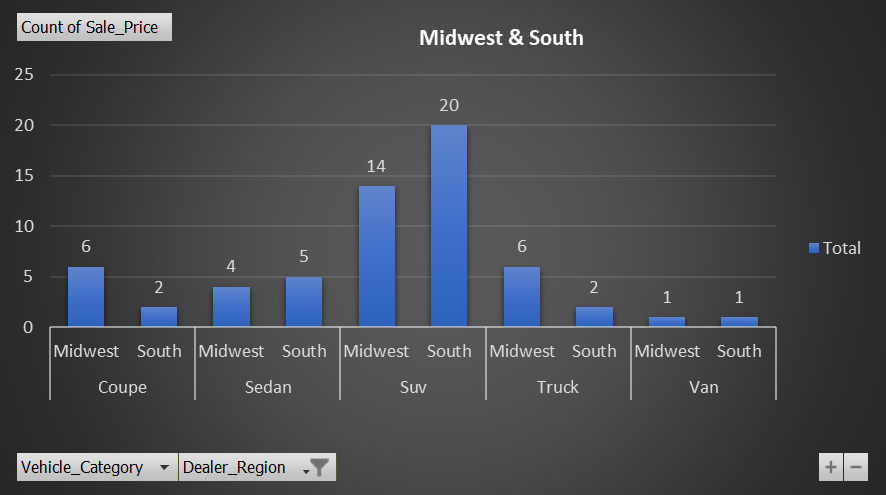 Count of Sale_Price
Midwest & South
25
20
15
10
5
0
6
2
4
5
14
20
6
2
1
1
Total
Midwest South Midwest South Midwest South Midwest South Midwest South
Coupe Sedan Suv Truck Van
Vehicle_Category Dealer_Region
+ −